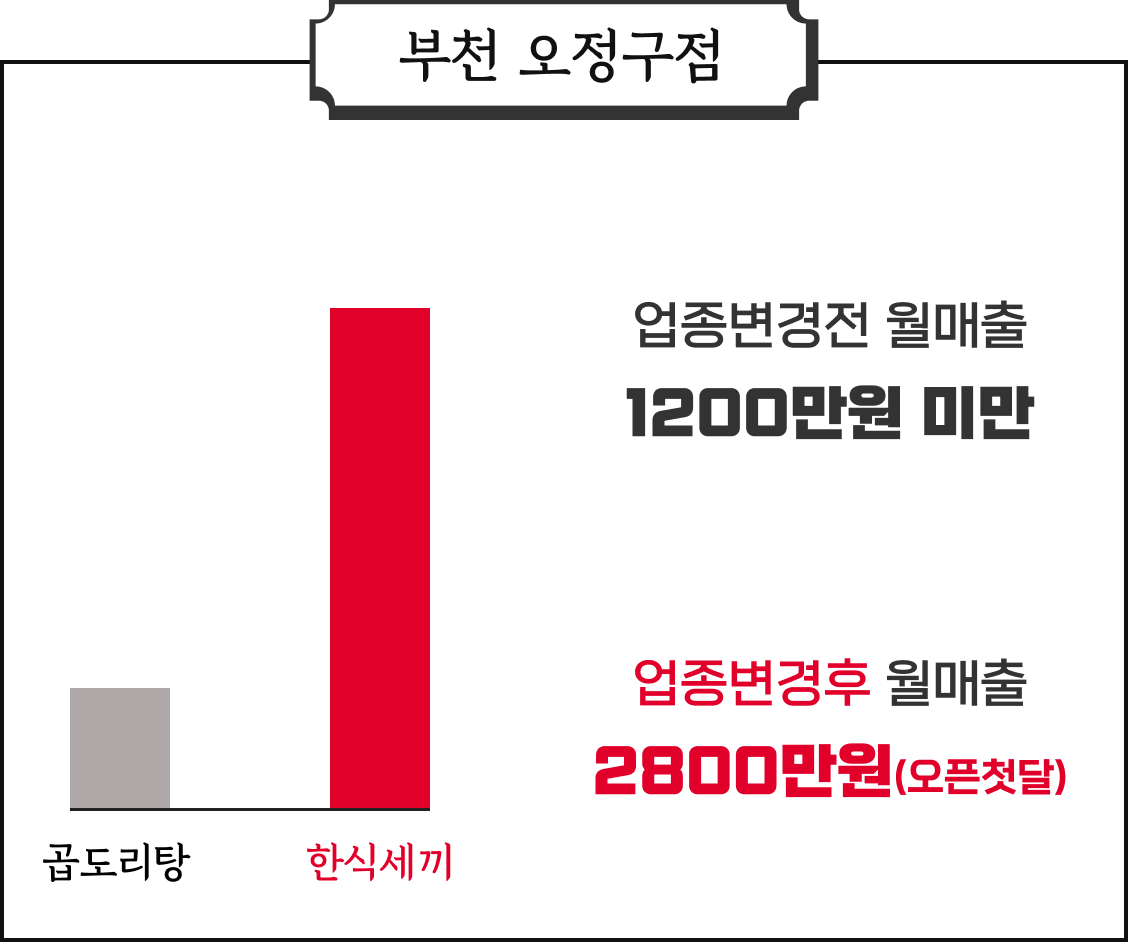 부천 오정구점
업종변경전 월매출
1200만원 미만
업종변경후 월매출
2800만원(오픈첫달)
곱도리탕
한식세끼